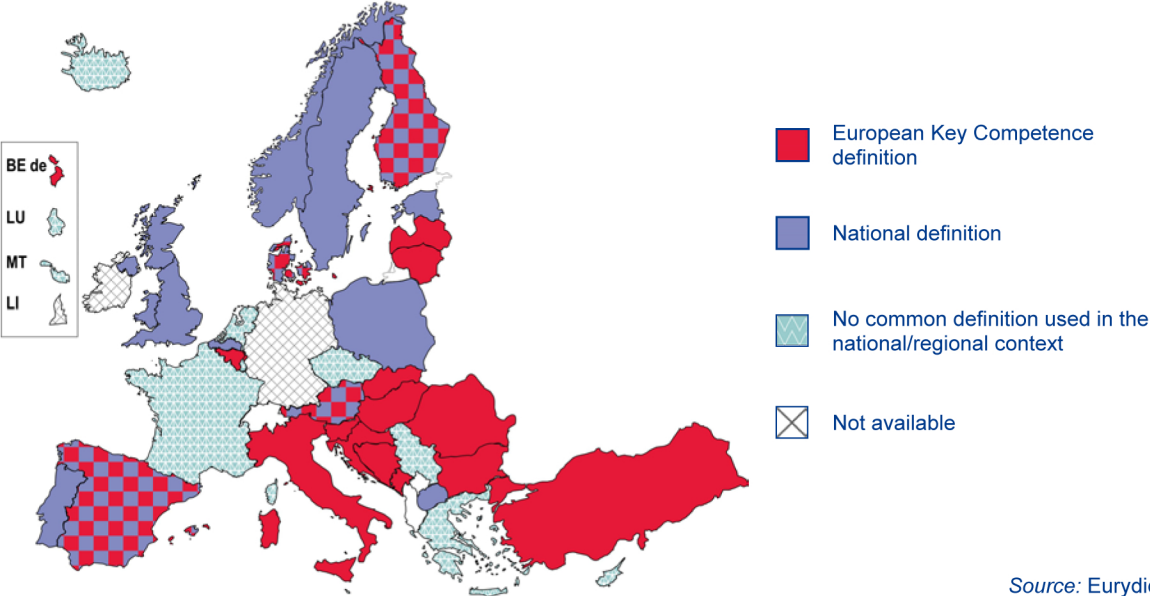 BE de
LU
MT
LI
European Key Competence
definition
National definition
No common definition used in the
national/regional context
Not available
Source: Eurydic